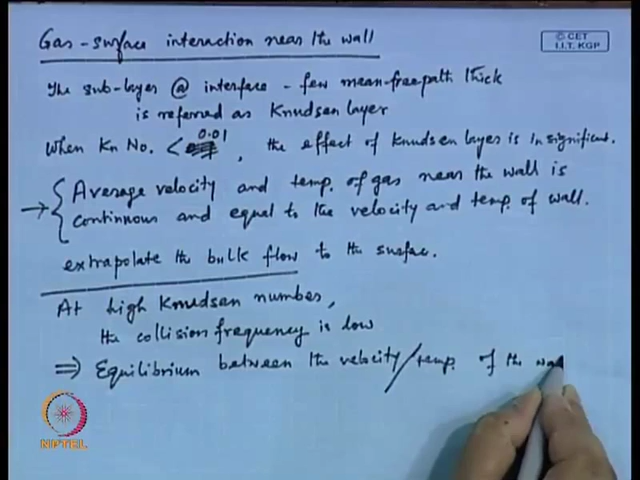 Gas-surface interaction near the wall
© CET
I.I.T. KGP
The sub-layer @ interface - few mean-free path thick
is referred as Knudsen layer
When Kn No. < 0.01, the effect of Knudsen layer is insignificant.
→ { Average velocity and temp. of gas near the wall is
continuous and equal to the velocity and temp. of wall.
extrapolate the bulk flow to the surface.
At high Knudsen number,
the collision frequency is low
⇒ Equilibrium between the velocity/temp. of the wa
NPTEL